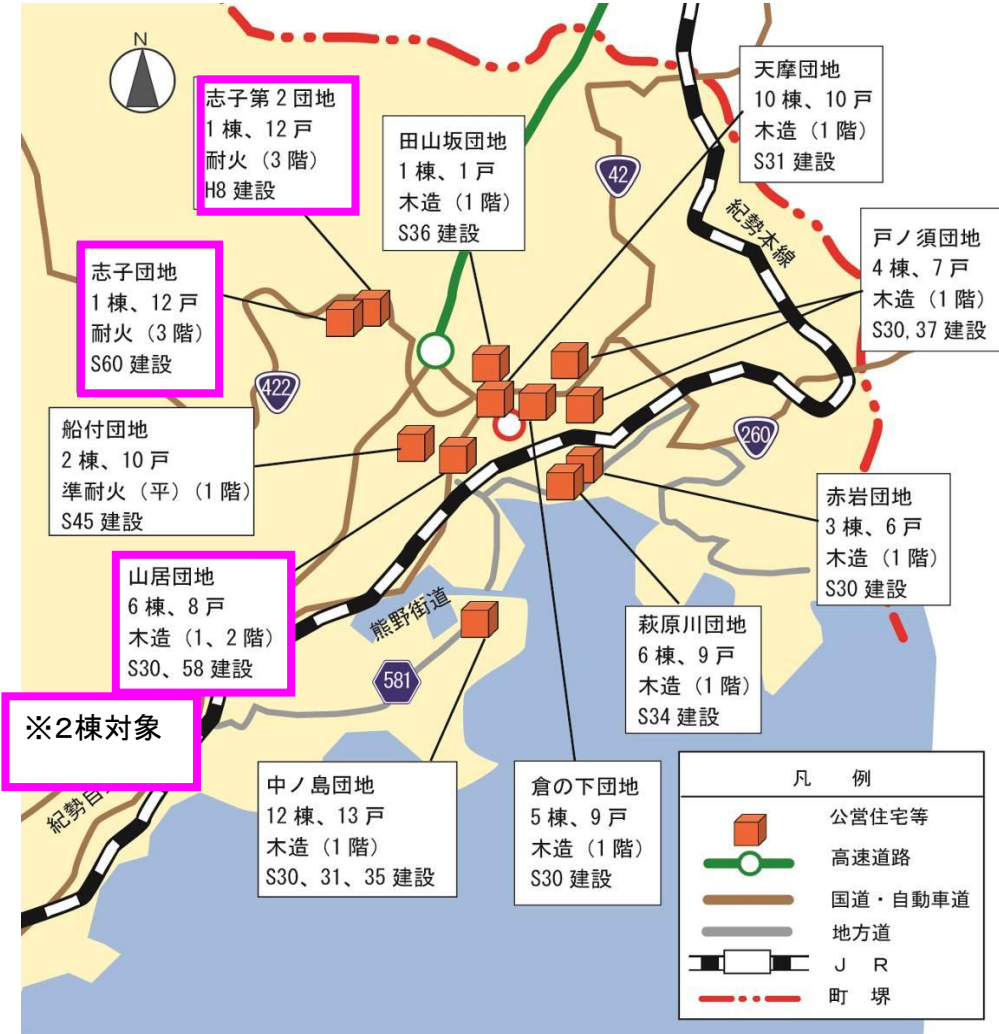 N
志子第２団地
1 棟、12 戸
耐火（3 階）
H8 建設
田山坂団地
1 棟、1 戸
木造（1 階）
S36 建設
天摩団地
10 棟、10 戸
木造（1 階）
S31 建設
42
紀勢本線
戸ノ須団地
4 棟、7 戸
木造（1 階）
S30,37 建設
志子団地
1 棟、12 戸
耐火（3 階）
S60 建設
422
船付団地
2 棟、10 戸
準耐火（平）（1 階）
S45 建設
260
赤岩団地
3 棟、6 戸
木造（1 階）
S30 建設
山居団地
6 棟、8 戸
木造（1、2 階）
S30、58 建設
熊野街道
581
萩原川団地
6 棟、9 戸
木造（1 階）
S34 建設
※2棟対象
紀勢自
中ノ島団地
12 棟、13 戸
木造（1 階）
S30、31、35 建設
倉の下団地
5 棟、9 戸
木造（1 階）
S30 建設
凡　例
公営住宅等
高速道路
国道・自動車道
地方道
Ｊ Ｒ
町　堺